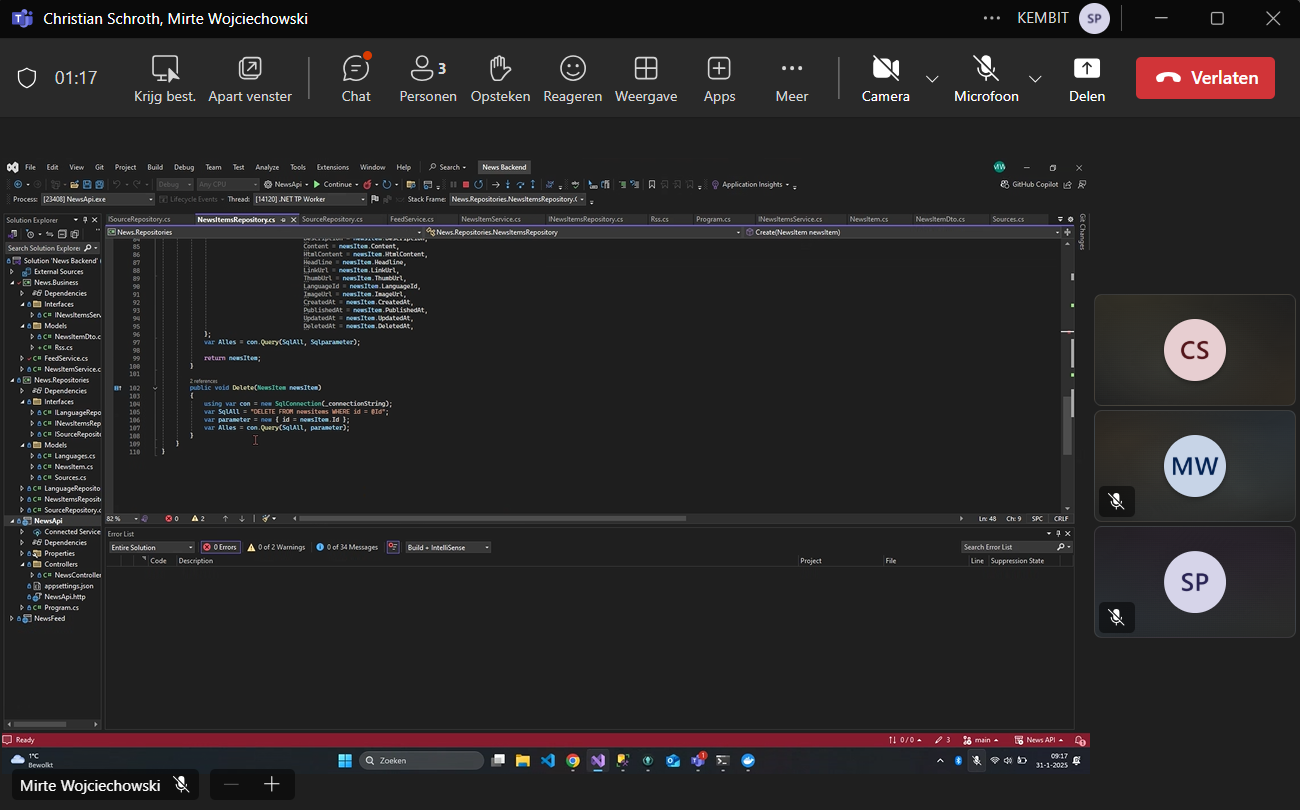 Christian Schroth, Mirte Wojciechowski
KEMBIT SP
01:17
Krijg best. Apart venster Chat Personen 3 Opsteken Reageren Weergave Apps Meer Camera Microfoon Delen Verlaten
File Edit View Git Project Build Debug Team Test Analyze Tools Extensions Window Help Search News Backend MW
Debug Any CPU NewsApi Continue Application Insights GitHub Copilot
Process: [23408] NewsApi.exe Lifecycle Events Thread: [14120] .NET TP Worker Stack Frame: News.Repositories.NewsItemsRepository.(
Solution Explorer
Search Solution Explorer
Solution 'News Backend'
External Sources
News.Business
Dependencies
Interfaces
INewsItemsServ
Models
NewsItemDto.c
Rss.cs
FeedService.cs
NewsItemService.c
News.Repositories
Dependencies
Interfaces
ILanguageRepo
INewsItemsRep
ISourceReposit
Models
Languages.cs
NewsItem.cs
Sources.cs
LanguageReposito
NewsItemsReposit
SourceRepository.c
NewsApi
Connected Service
Dependencies
Properties
Controllers
NewsController
appsettings.json
NewsApi.http
Program.cs
NewsFeed
ISourceRepository.cs NewsItemsRepository.cs SourceRepository.cs FeedService.cs NewsItemService.cs INewsItemsRepository.cs Rss.cs Program.cs INewsItemsService.cs NewsItem.cs NewsItemDto.cs Sources.cs
Git Changes
News.Repositories News.Repositories.NewsItemsRepository Create(NewsItem newsItem)
84 Description = newsItem.Description,
85 Content = newsItem.Content,
86 HtmlContent = newsItem.HtmlContent,
87 Headline = newsItem.Headline,
88 LinkUrl = newsItem.LinkUrl,
89 ThumbUrl = newsItem.ThumbUrl,
90 LanguageId = newsItem.LanguageId,
91 ImageUrl = newsItem.ImageUrl,
92 CreatedAt = newsItem.CreatedAt,
93 PublishedAt = newsItem.PublishedAt,
94 UpdatedAt = newsItem.UpdatedAt,
95 DeletedAt = newsItem.DeletedAt,
96 };
97 var Alles = con.Query(SqlAll, Sqlparameter);
98
99 return newsItem;
100 }
101
2 references
102 public void Delete(NewsItem newsItem)
103 {
104 using var con = new SqlConnection(_connectionString);
105 var SqlAll = "DELETE FROM newsitems WHERE id = @Id";
106 var parameter = new { id = newsItem.Id };
107 var Alles = con.Query(SqlAll, parameter);
108 }
109 }
110 }
82 % 0 2 Ln: 48 Ch: 9 SPC CRLF
Error List
Entire Solution 0 Errors 0 of 2 Warnings 0 of 34 Messages Build + IntelliSense Search Error List
Code Description Project File Line Suppression State
Ready 0 / 0 3 main News API 1
1°C
Bewolkt
Zoeken
09:17
31-1-2025
CS
MW
SP
Mirte Wojciechowski